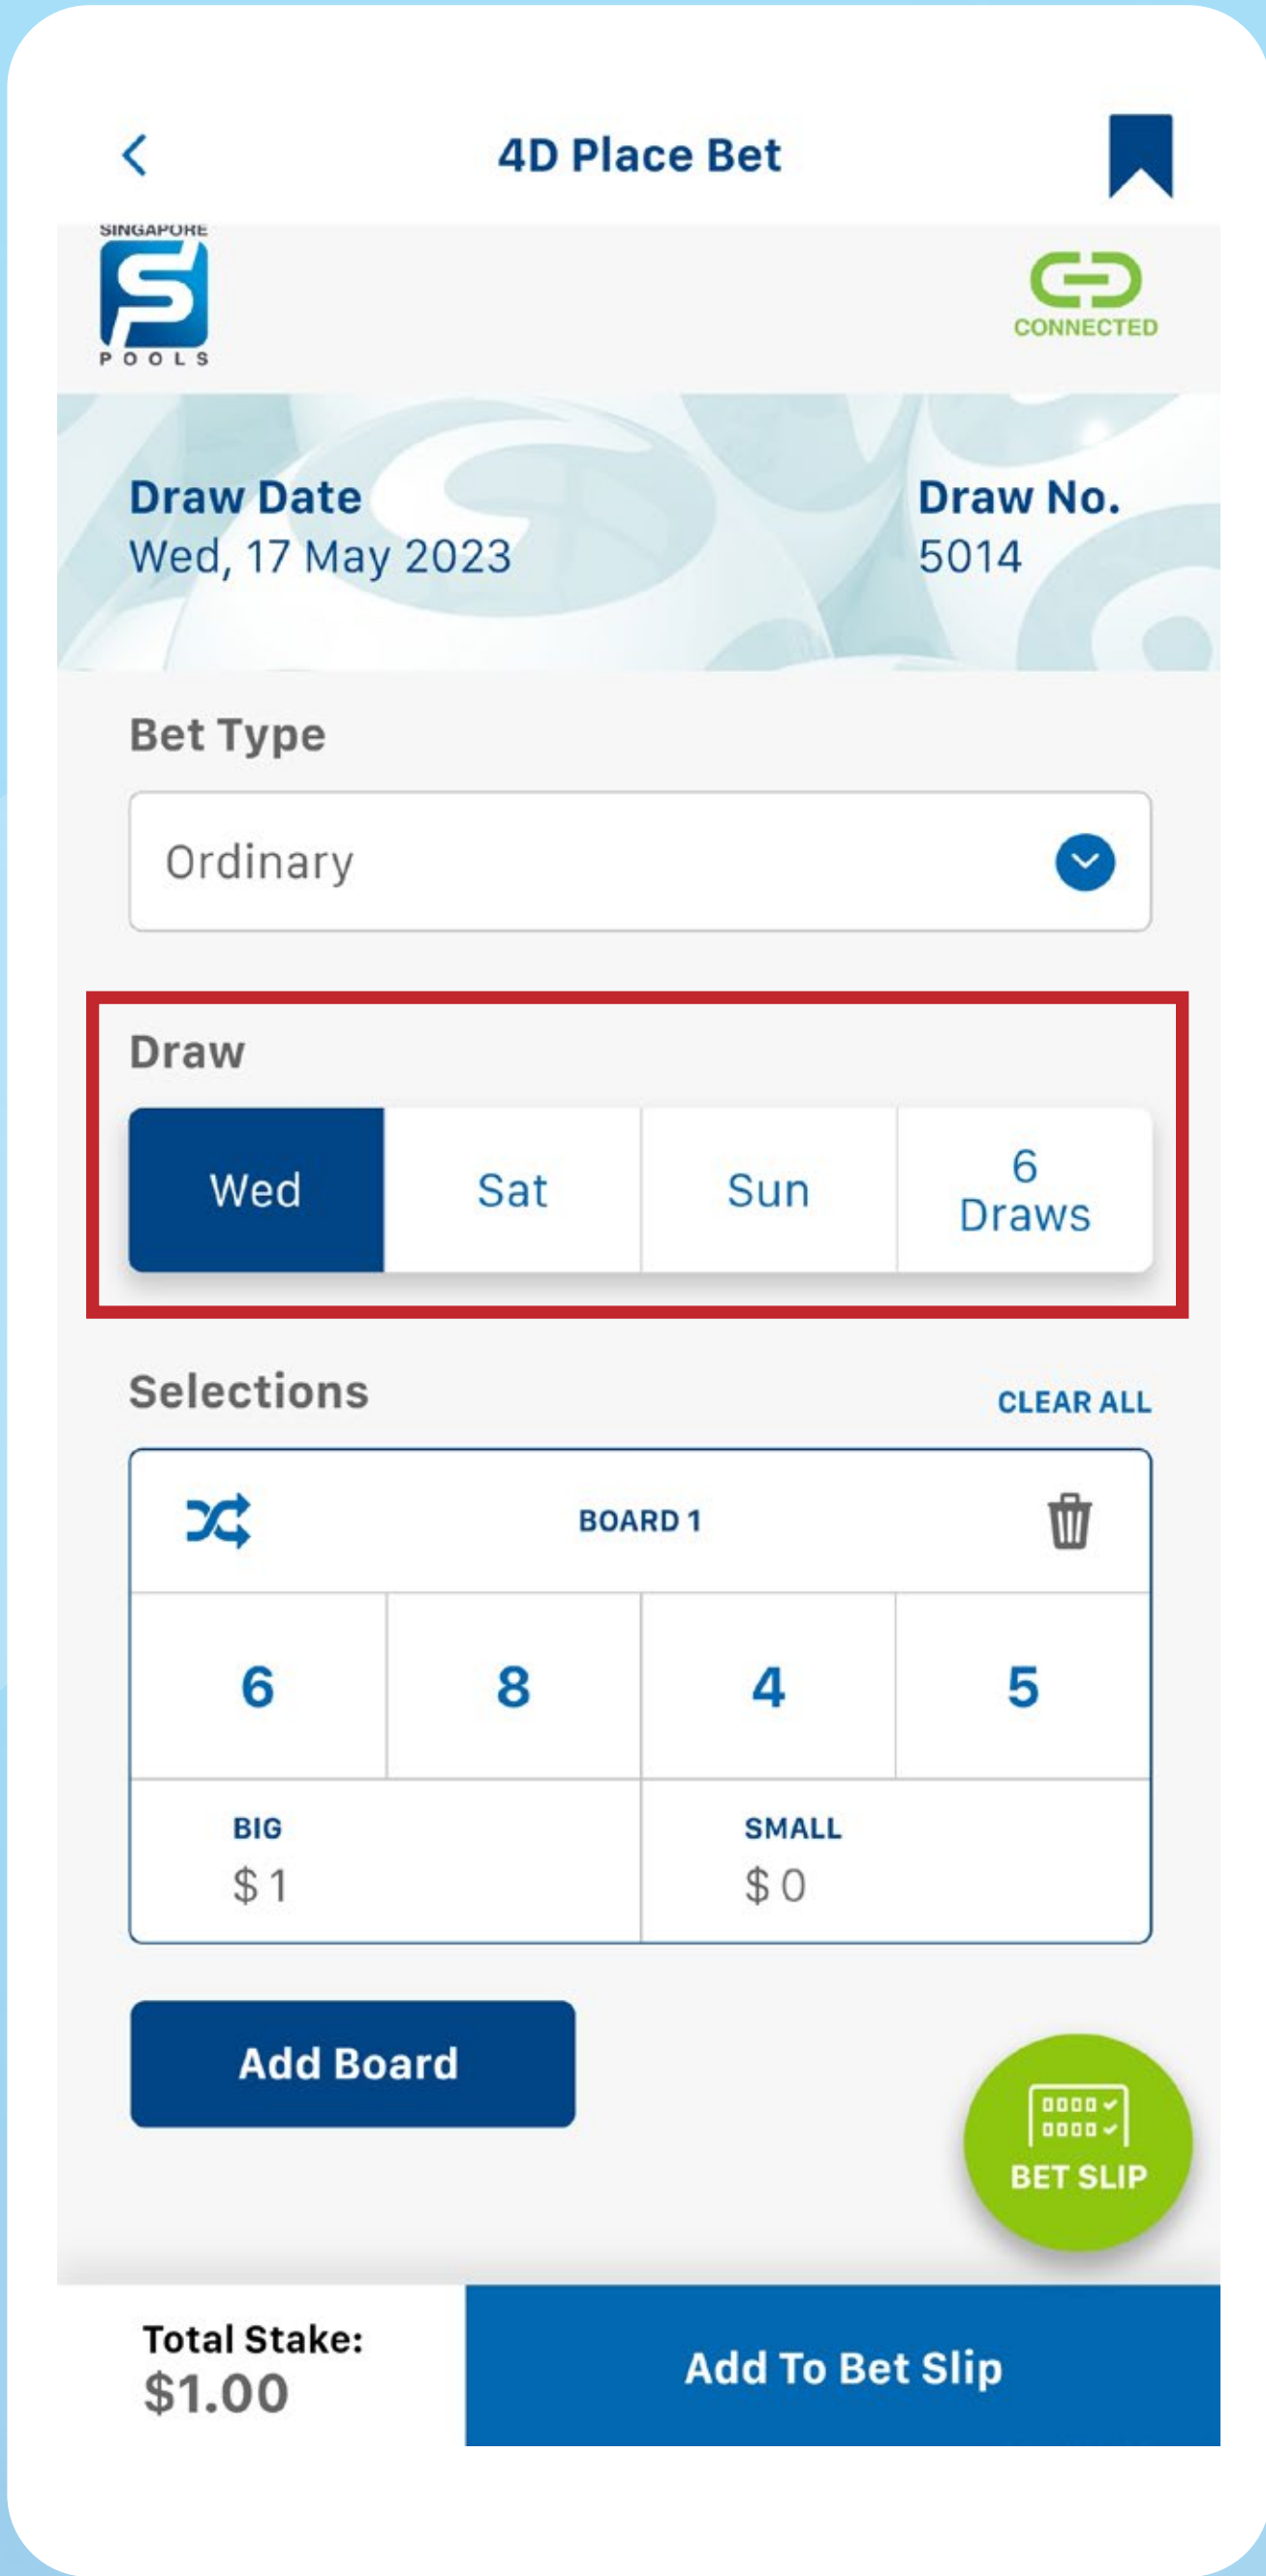 4D Place Bet
SINGAPORE
POOLS
CONNECTED
Draw Date
Draw No.
Wed, 17 May 2023
5014
Bet Type
Ordinary
Draw
Wed
Sat
Sun
6
Draws
Selections
CLEAR ALL
BOARD 1
6
8
4
5
BIG
SMALL
$ 1
$ 0
Add Board
BET SLIP
Total Stake:
$1.00
Add To Bet Slip